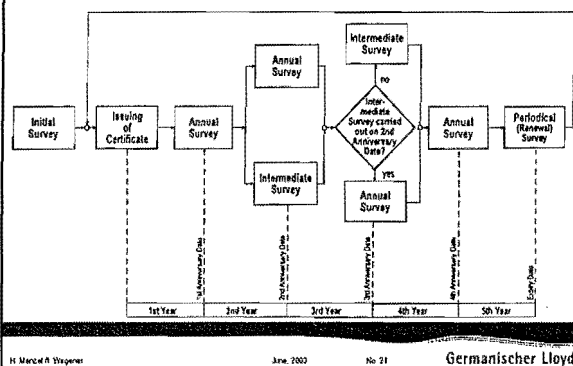 Initial
Survey
Issuing
of
Certificate
Annual
Survey
Annual
Survey
Intermediate
Survey
Intermediate
Survey
no
Inter-
mediate
Survey carried
out on 2nd
Anniversary
Date?
yes
Annual
Survey
Annual
Survey
Periodical
(Renewal)
Survey
1st Anniversary Date
2nd Anniversary Date
3rd Anniversary Date
4th Anniversary Date
Expiry Date
1st Year
2nd Year
3rd Year
4th Year
5th Year
June, 2003
No 21
Germanischer Lloyd